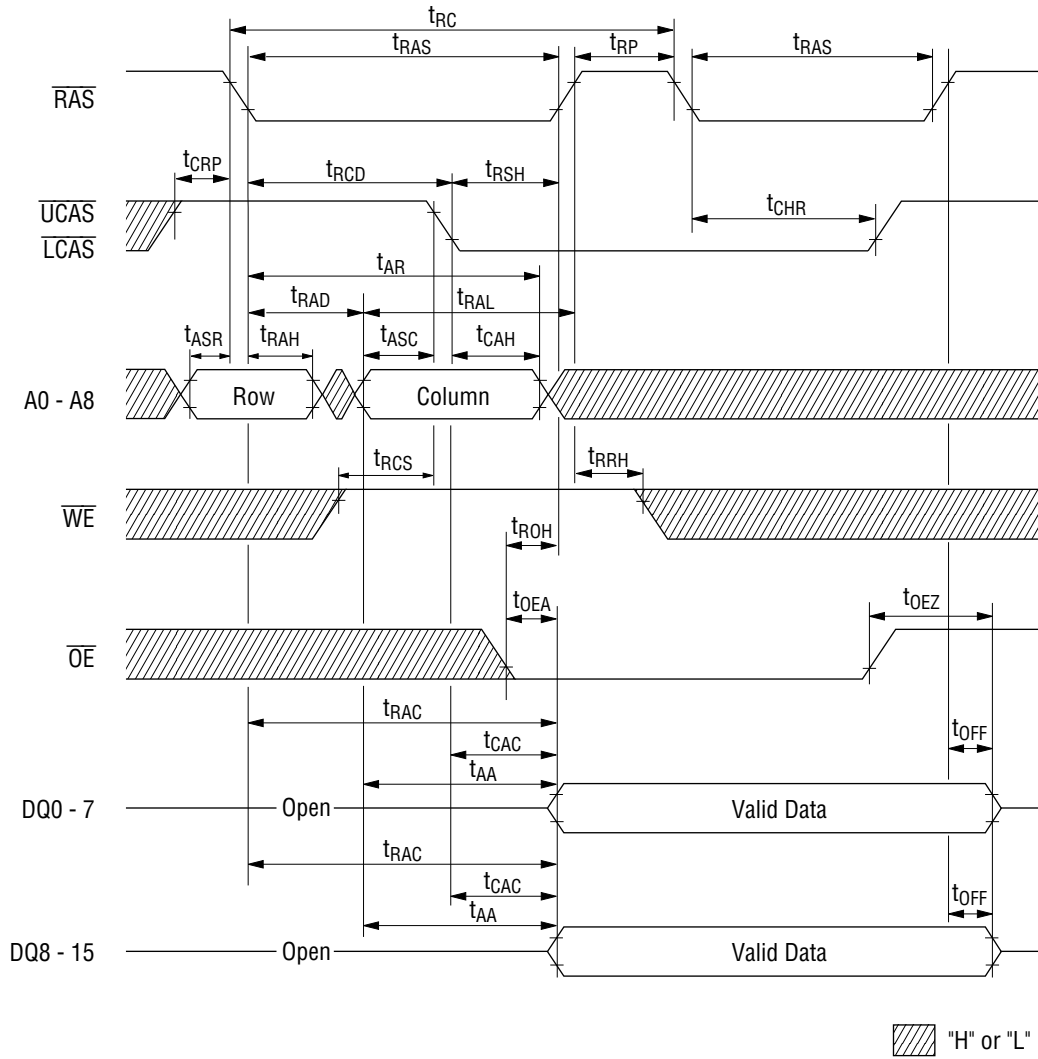 tRC
tRAS tRP tRAS
RAS
tCRP tRCD tRSH
UCAS
tCHR
LCAS
tAR
tRAD tRAL
tASR tRAH tASC tCAH
A0 - A8 Row Column
tRCS tRRH
WE
tROH
tOEA tOEZ
OE
tRAC
tCAC tOFF
tAA
DQ0 - 7 Open Valid Data
tRAC
tCAC tOFF
tAA
DQ8 - 15 Open Valid Data
"H" or "L"